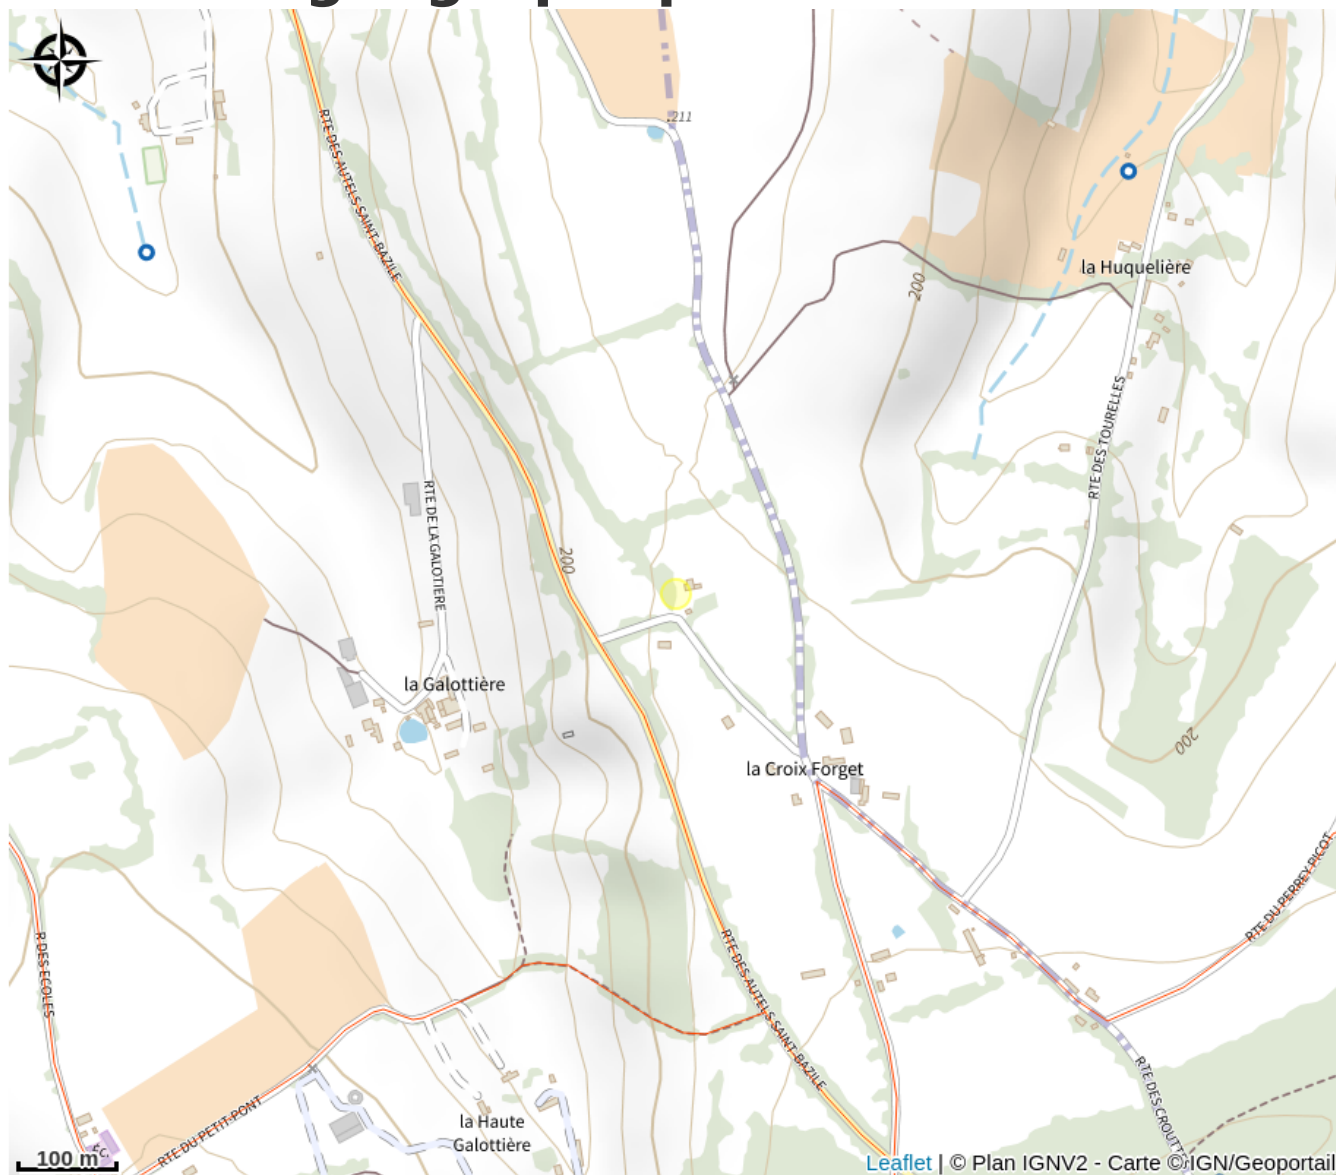 .211
RTE DES AUTELS SAINT-BAZILE
la Huquelière
200
RTE DES TOURELLES
RTE DE LA GALOTIERE
200
la Galottière
200
la Croix Forget
RTE DU PERREY PICOT
R DES ECOLES
RTE DES AUTELS SAINT-BAZILE
RTE DES CROUTTES
RTE DU PETIT PONT
la Haute
Galottière
Éc.
100 m
Leaflet | © Plan IGNV2 - Carte © IGN/Geoportail